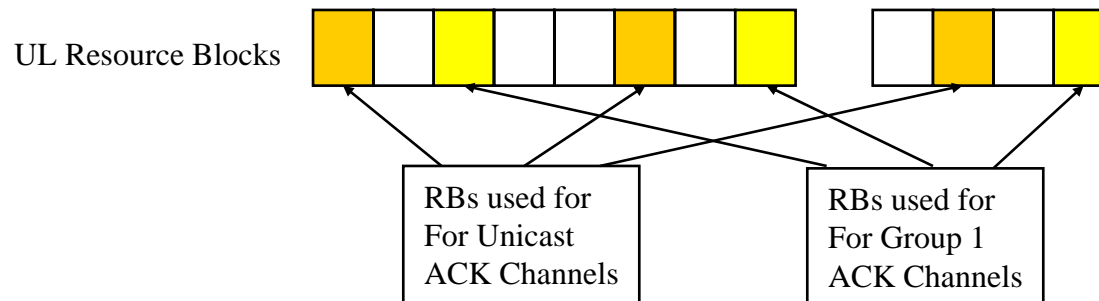 UL Resource Blocks
RBs used for
For Unicast
ACK Channels
RBs used for
For Group 1
ACK Channels